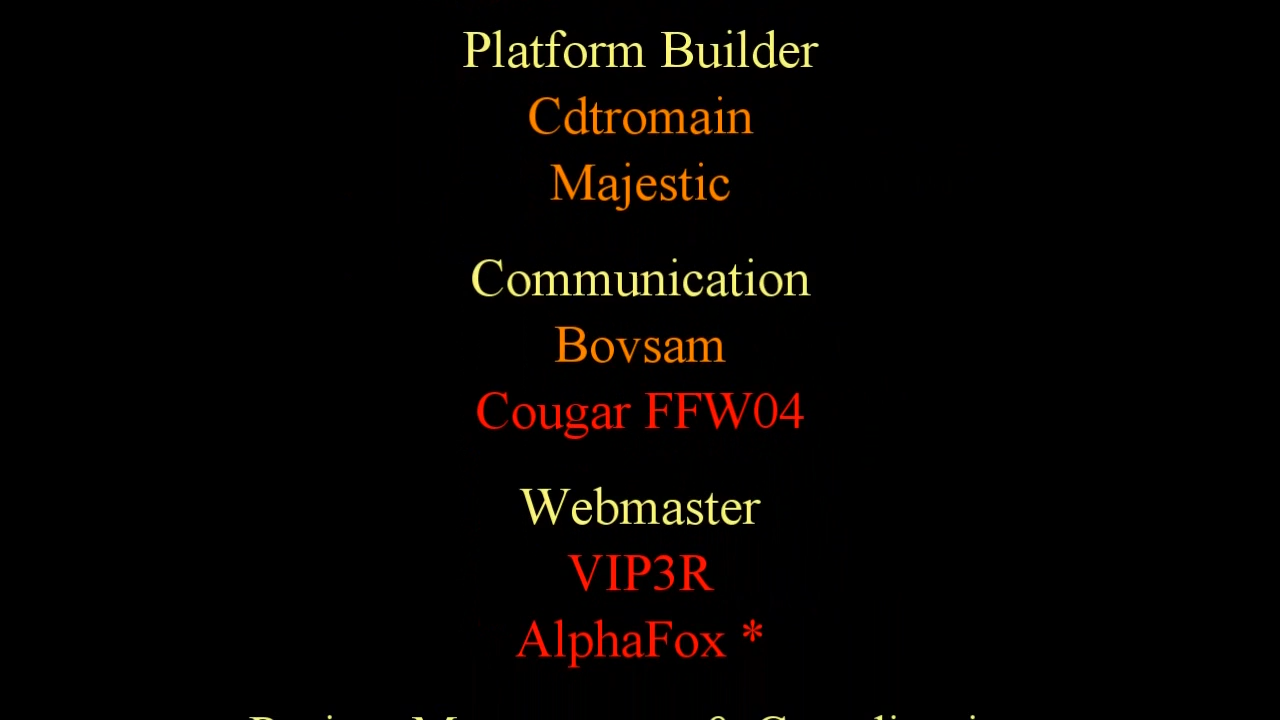 Platform Builder
Cdtromain
Majestic
Communication
Bovsam
Cougar FFW04
Webmaster
VIP3R
AlphaFox *